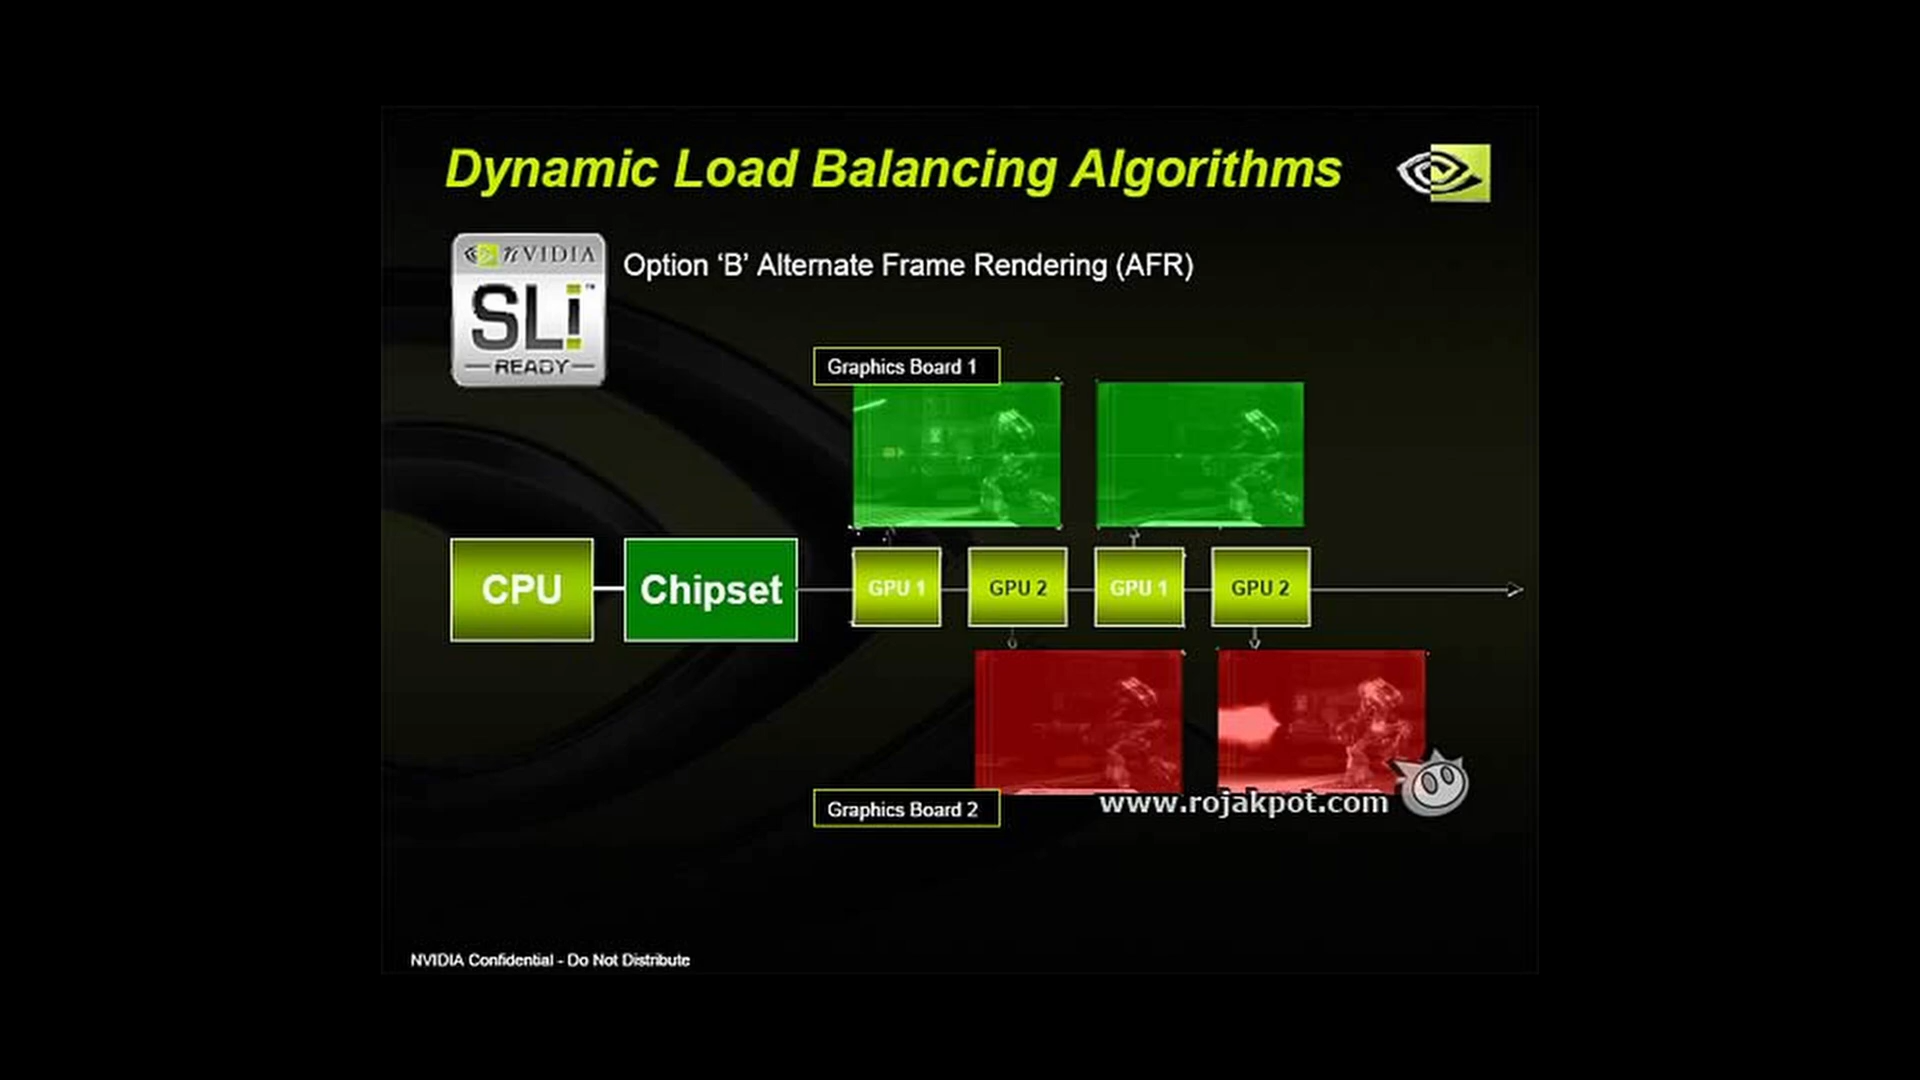 Dynamic Load Balancing Algorithms
nVIDIA
SLI™
READY
Option ‘B’ Alternate Frame Rendering (AFR)
Graphics Board 1
CPU
Chipset
GPU 1
GPU 2
GPU 1
GPU 2
www.rojakpot.com
Graphics Board 2
NVIDIA Confidential - Do Not Distribute